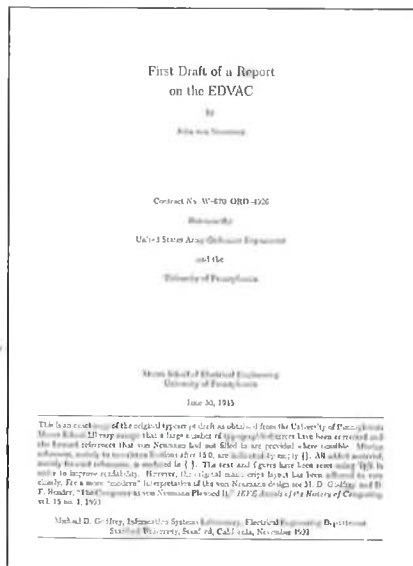 First Draft of a Report
on the EDVAC
by
John von Neumann
Contract No. W-670-ORD-4926
Between the
United States Army Ordnance Department
and the
University of Pennsylvania
Moore School of Electrical Engineering
University of Pennsylvania
June 30, 1945
This is an exact of the original typescript draft as obtained from the University of Pennsylvania
Moore School except that a large number of typographical errors have been corrected and
the forward references that von Neumann had not filled in are provided where possible. Missing
references, mainly to unwritten Sections after 15.0, are indicated by empty {}. All added material,
mainly forward references, is enclosed in { }. The text and figures have been reset using TEX in
order to improve readability. However, the original manuscript layout has been adhered to very
closely. For a more "modern" interpretation of the von Neumann design see M. D. Godfrey and D.
F. Hendry, "The Computer as von Neumann Planned It," IEEE Annals of the History of Computing,
vol. 15 no. 1, 1993.
Michael D. Godfrey, Information Systems Laboratory, Electrical Engineering Department
Stanford University, Stanford, California, November 1992